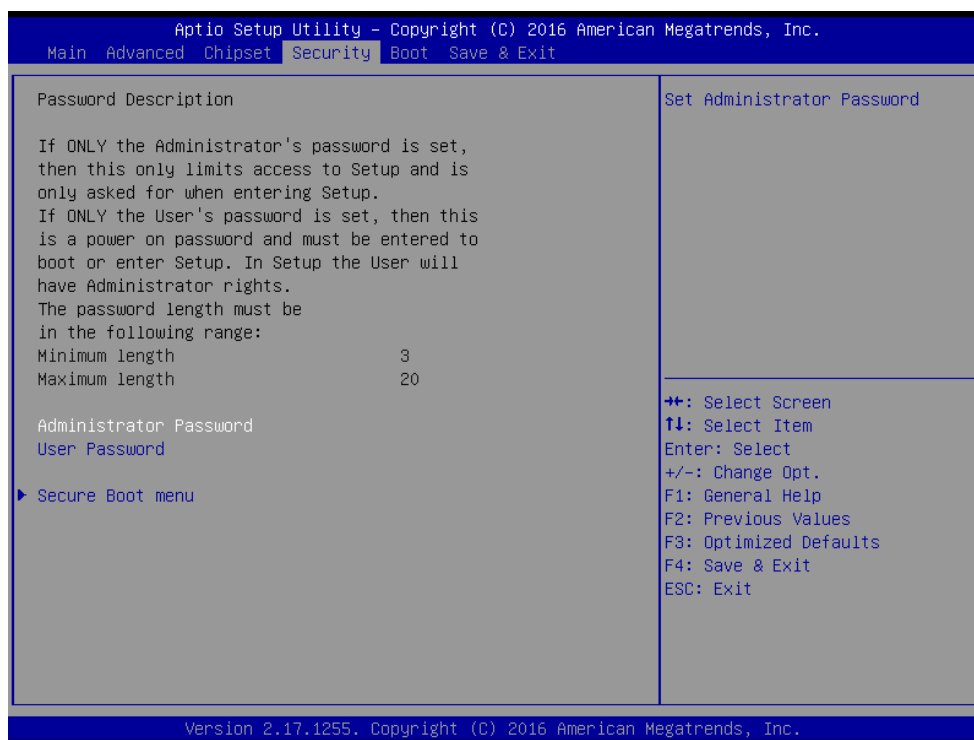 Aptio Setup Utility – Copyright (C) 2016 American Megatrends, Inc.
Main Advanced Chipset Security Boot Save & Exit
Password Description
If ONLY the Administrator's password is set,
then this only limits access to Setup and is
only asked for when entering Setup.
If ONLY the User's password is set, then this
is a power on password and must be entered to
boot or enter Setup. In Setup the User will
have Administrator rights.
The password length must be
in the following range:
Minimum length 3
Maximum length 20
Administrator Password
User Password
Secure Boot menu
Set Administrator Password
→←: Select Screen
↑↓: Select Item
Enter: Select
+/-: Change Opt.
F1: General Help
F2: Previous Values
F3: Optimized Defaults
F4: Save & Exit
ESC: Exit
Version 2.17.1255. Copyright (C) 2016 American Megatrends, Inc.